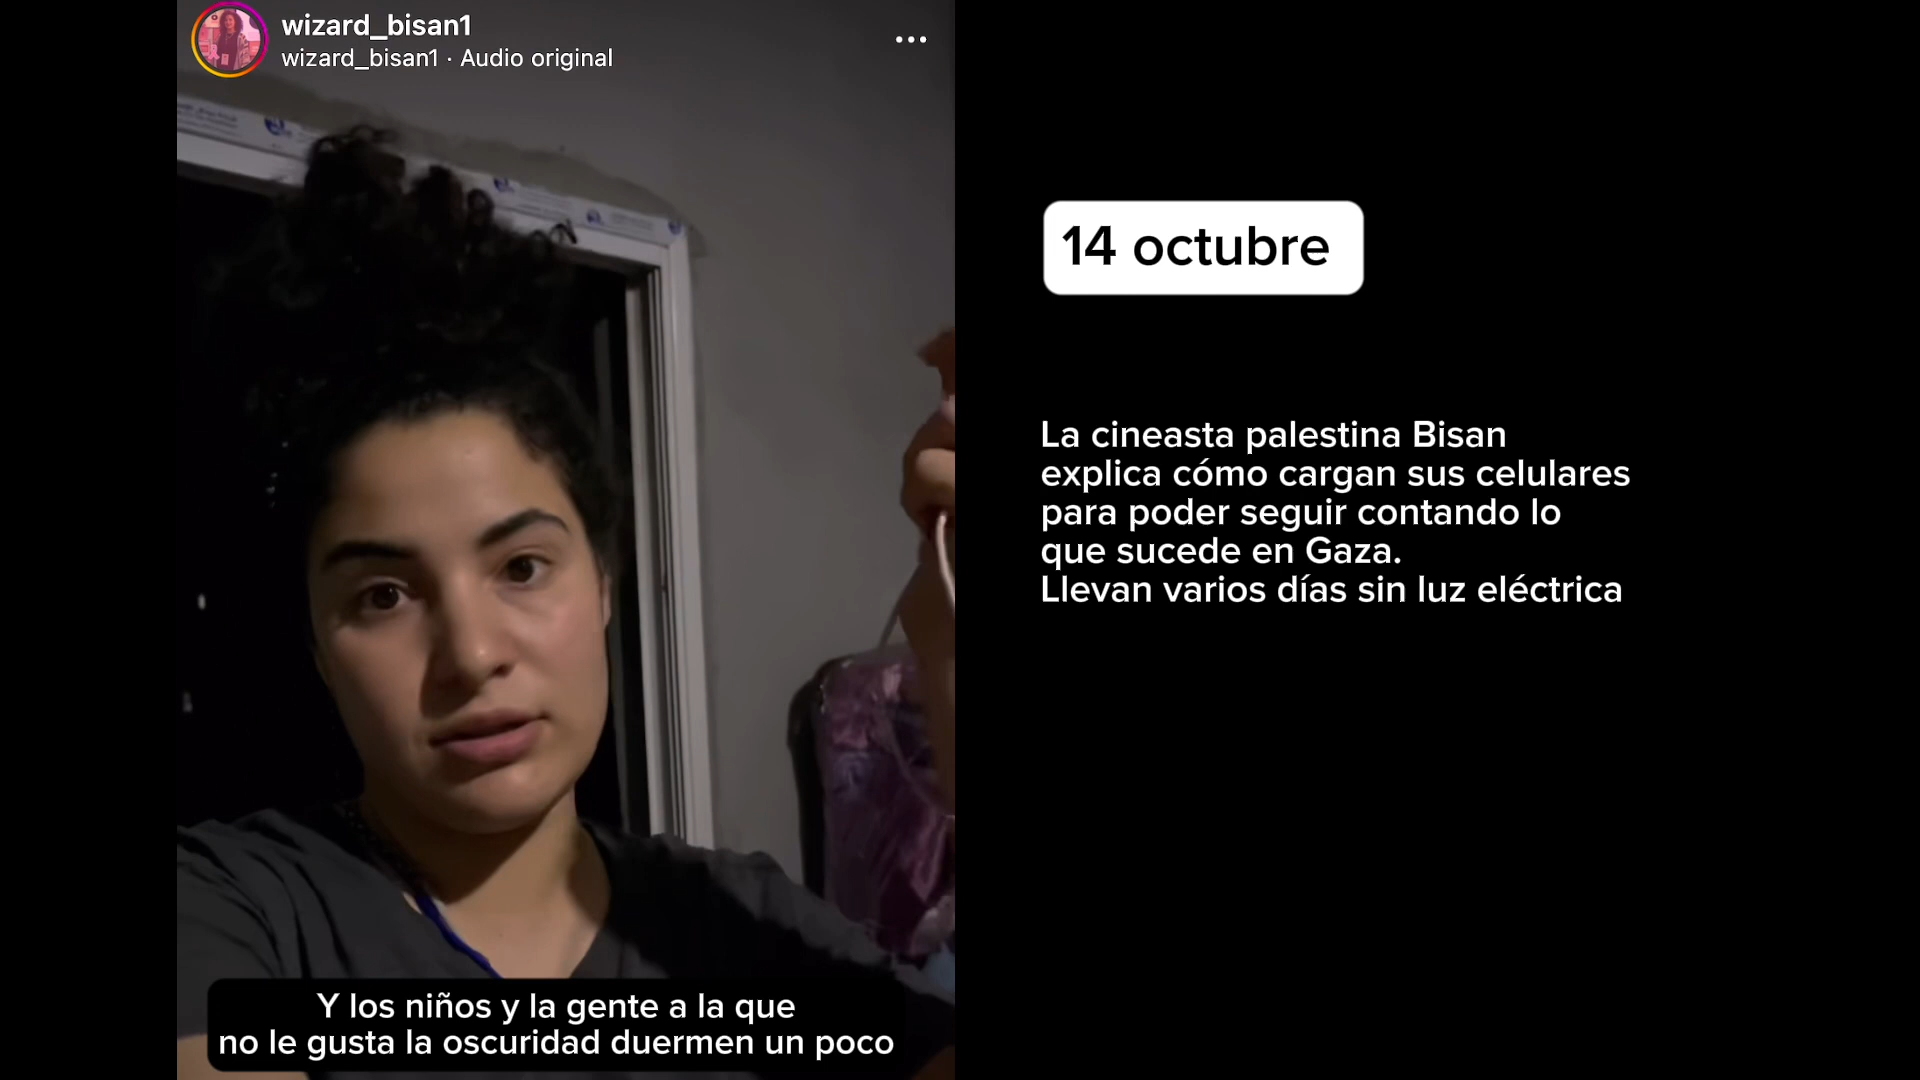 wizard_bisan1
wizard_bisan1 · Audio original
14 octubre
La cineasta palestina Bisan
explica cómo cargan sus celulares
para poder seguir contando lo
que sucede en Gaza.
Llevan varios días sin luz eléctrica
Y los niños y la gente a la que
no le gusta la oscuridad duermen un poco